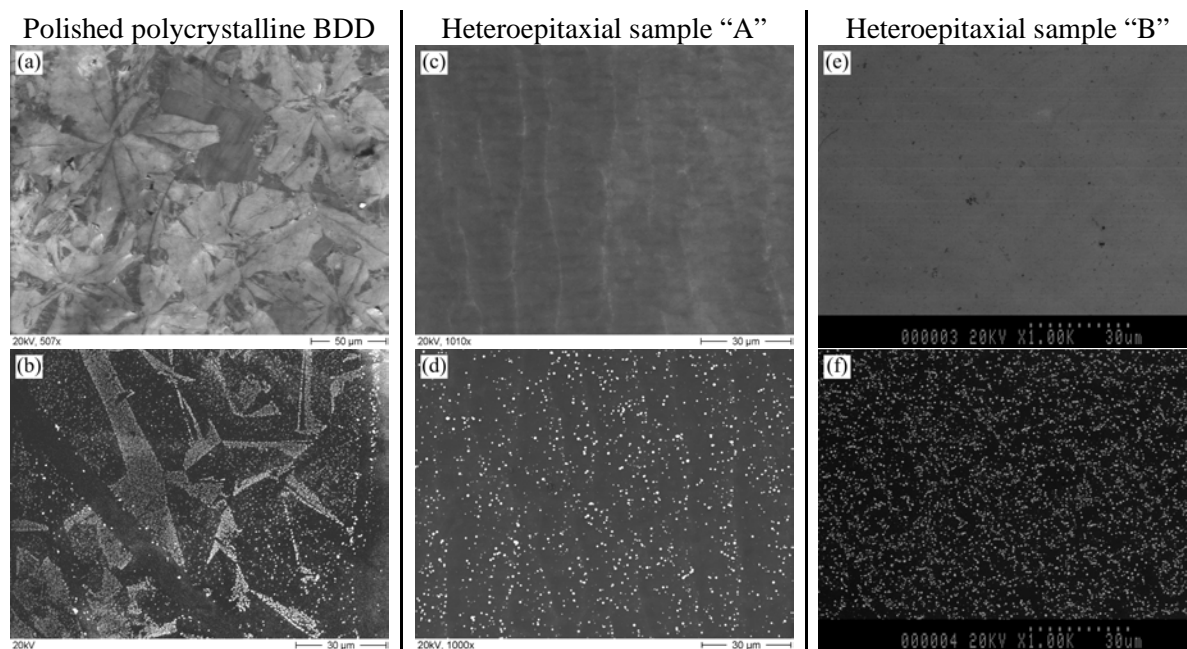 Polished polycrystalline BDD
Heteroepitaxial sample “A”
Heteroepitaxial sample “B”
(a)
(c)
(e)
20kV, 507x
50 µm
20kV, 1010x
30 µm
000003 20KV X1.00K 30um
(b)
(d)
(f)
20kV
30 µm
20kV, 1000x
30 µm
000004 20KV X1.00K 30um